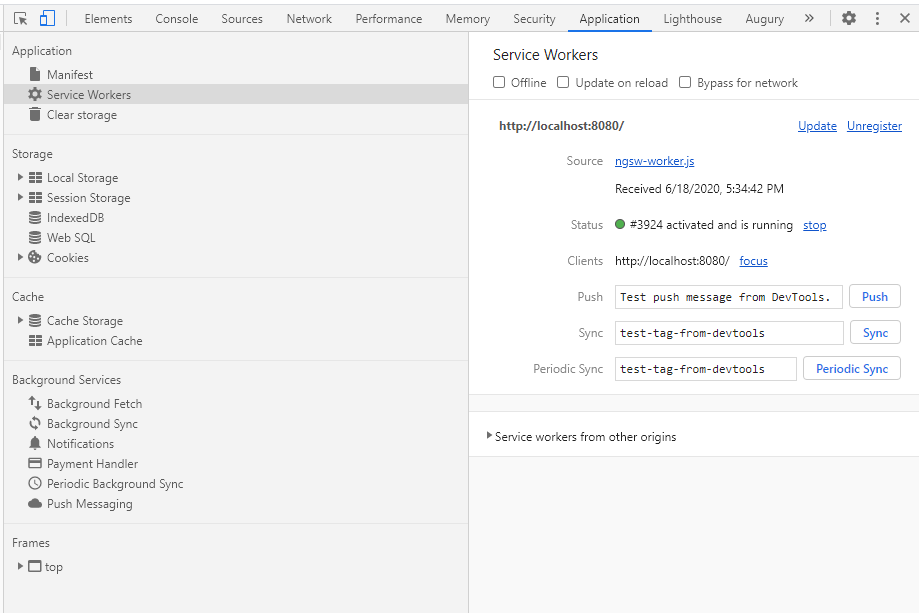 Elements Console Sources Network Performance Memory Security Application Lighthouse Augury »
Application
Manifest
Service Workers
Clear storage
Storage
Local Storage
Session Storage
IndexedDB
Web SQL
Cookies
Cache
Cache Storage
Application Cache
Background Services
Background Fetch
Background Sync
Notifications
Payment Handler
Periodic Background Sync
Push Messaging
Frames
top
Service Workers
Offline Update on reload Bypass for network
http://localhost:8080/ Update Unregister
Source ngsw-worker.js
Received 6/18/2020, 5:34:42 PM
Status #3924 activated and is running stop
Clients http://localhost:8080/ focus
Push Test push message from DevTools. Push
Sync test-tag-from-devtools Sync
Periodic Sync test-tag-from-devtools Periodic Sync
Service workers from other origins